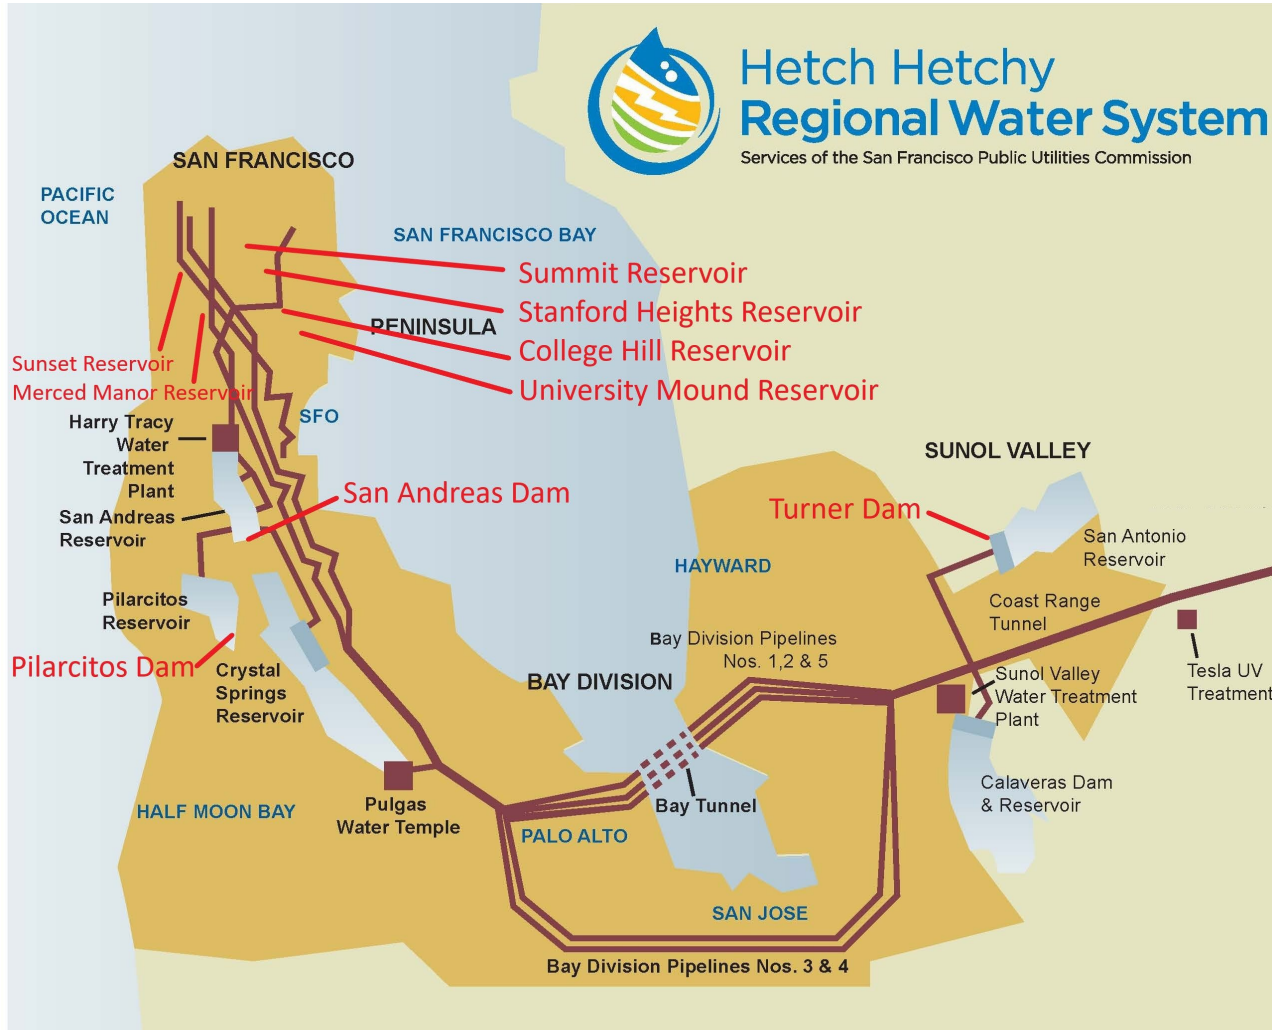 Hetch Hetchy
Regional Water System
Services of the San Francisco Public Utilities Commission
SAN FRANCISCO
PACIFIC
OCEAN
SAN FRANCISCO BAY
Summit Reservoir
Stanford Heights Reservoir
PENINSULA
College Hill Reservoir
University Mound Reservoir
Sunset Reservoir
Merced Manor Reservoir
SFO
Harry Tracy
Water
Treatment
Plant
San Andreas
Reservoir
San Andreas Dam
SUNOL VALLEY
Turner Dam
San Antonio
Reservoir
HAYWARD
Coast Range
Tunnel
Pilarcitos
Reservoir
Pilarcitos Dam
Crystal
Springs
Reservoir
Bay Division Pipelines
Nos. 1,2 & 5
BAY DIVISION
Sunol Valley
Water Treatment
Plant
Tesla UV
Treatment
Calaveras Dam
& Reservoir
Bay Tunnel
HALF MOON BAY
Pulgas
Water Temple
PALO ALTO
SAN JOSE
Bay Division Pipelines Nos. 3 & 4